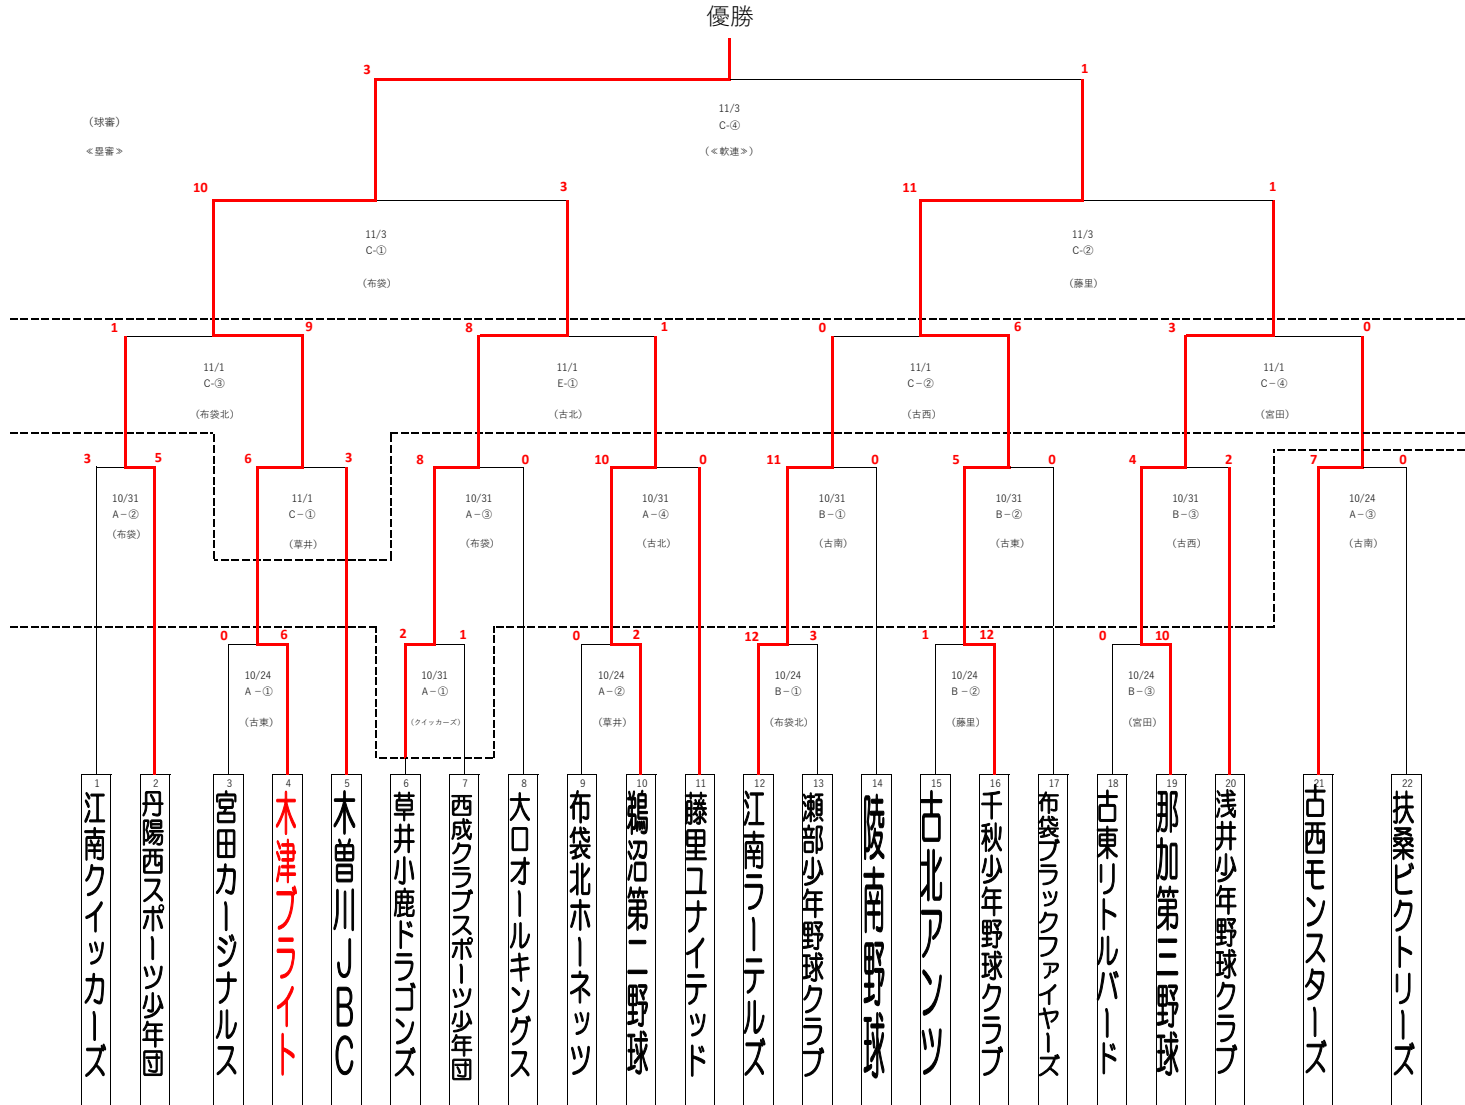 優勝
3 1
11/3
C-④
(≪軟連≫)
(球審)
≪塁審≫
10 3 11 1
11/3 11/3
C-① C-②
(布袋) (藤里)
1 9 8 1 0 6 3 0
11/1 11/1 11/1 11/1
C-③ E-① C-② C-④
(布袋北) (古北) (古西) (宮田)
3 5 6 3 8 0 10 0 11 0 5 0 4 2 7 0
10/31 11/1 10/31 10/31 10/31 10/31 10/31 10/24
A-② C-① A-③ A-④ B-① B-② B-③ A-③
(布袋) (草井) (布袋) (古北) (古南) (古東) (古西) (古南)
0 6 2 1 0 2 12 3 1 12 0 10
10/24 10/31 10/24 10/24 10/24 10/24
A-① A-① A-② B-① B-② B-③
(古東) (クイッカーズ) (草井) (布袋北) (藤里) (宮田)
1 江南クイッカーズ
2 丹陽西スポーツ少年団
3 宮田カージナルス
4 木津ブライト
5 木曽川JBC
6 草井小鹿ドラゴンズ
7 西成クラブスポーツ少年団
8 大口オールキングス
9 布袋北ホーネッツ
10 鵜沼第二野球
11 藤里ユナイテッド
12 江南ラーテルズ
13 瀬部少年野球クラブ
14 陵南野球
15 古北アンツ
16 千秋少年野球クラブ
17 布袋ブラックファイヤーズ
18 古東リトルバード
19 那加第三野球
20 浅井少年野球クラブ
21 古西モンスターズ
22 扶桑ビクトリーズ